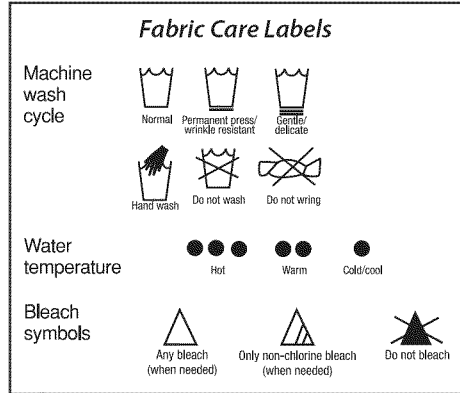 Fabric Care Labels
Machine
wash
cycle
Normal
Permanent press/
wrinkle resistant
Gentle/
delicate
Hand wash
Do not wash
Do not wring
Water
temperature
Hot
Warm
Cold/cool
Bleach
symbols
Any bleach
(when needed)
Only non-chlorine bleach
(when needed)
Do not bleach